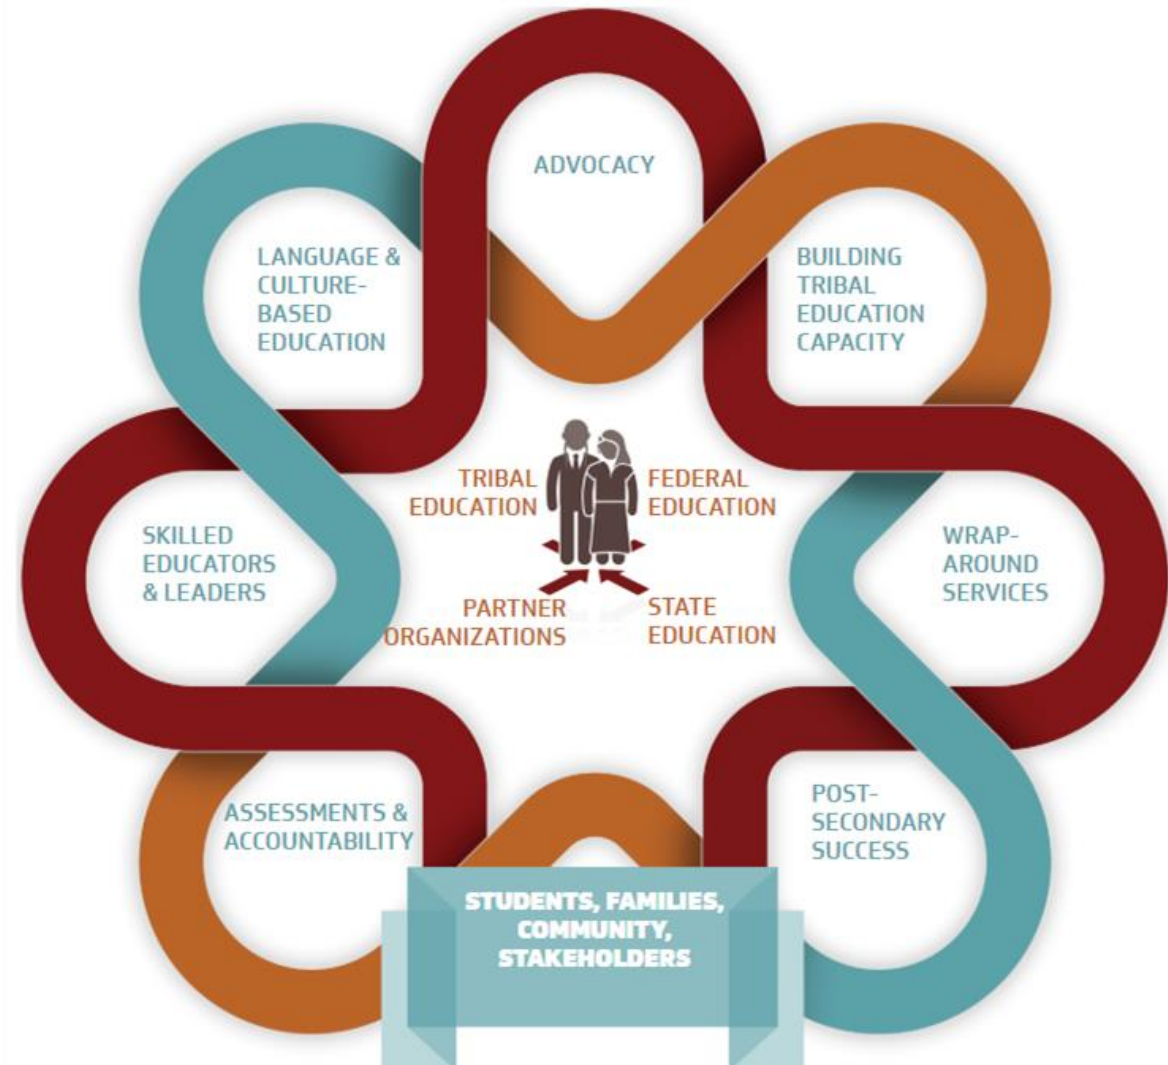 ADVOCACY
LANGUAGE &
CULTURE-
BASED
EDUCATION
BUILDING
TRIBAL
EDUCATION
CAPACITY
TRIBAL
EDUCATION
FEDERAL
EDUCATION
SKILLED
EDUCATORS
& LEADERS
WRAP-
AROUND
SERVICES
PARTNER
ORGANIZATIONS
STATE
EDUCATION
ASSESSMENTS &
ACCOUNTABILITY
POST-
SECONDARY
SUCCESS
STUDENTS, FAMILIES,
COMMUNITY,
STAKEHOLDERS